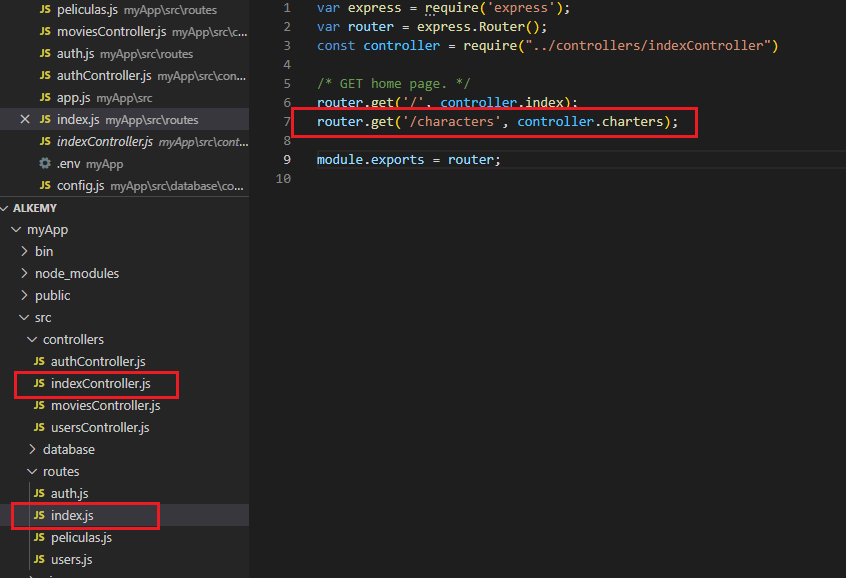 JS peliculas.js myApp\src\routes
JS moviesController.js myApp\src\c...
JS auth.js myApp\src\routes
JS authController.js myApp\src\con...
JS app.js myApp\src
JS index.js myApp\src\routes
JS indexController.js myApp\src\cont...
.env myApp
JS config.js myApp\src\database\co...
ALKEMY
myApp
bin
node_modules
public
src
controllers
JS authController.js
JS indexController.js
JS moviesController.js
JS usersController.js
database
routes
JS auth.js
JS index.js
JS peliculas.js
JS users.js
1 var express = require('express');
2 var router = express.Router();
3 const controller = require("../controllers/indexController")
4
5 /* GET home page. */
6 router.get('/', controller.index);
7 router.get('/characters', controller.charters);
8
9 module.exports = router;
10